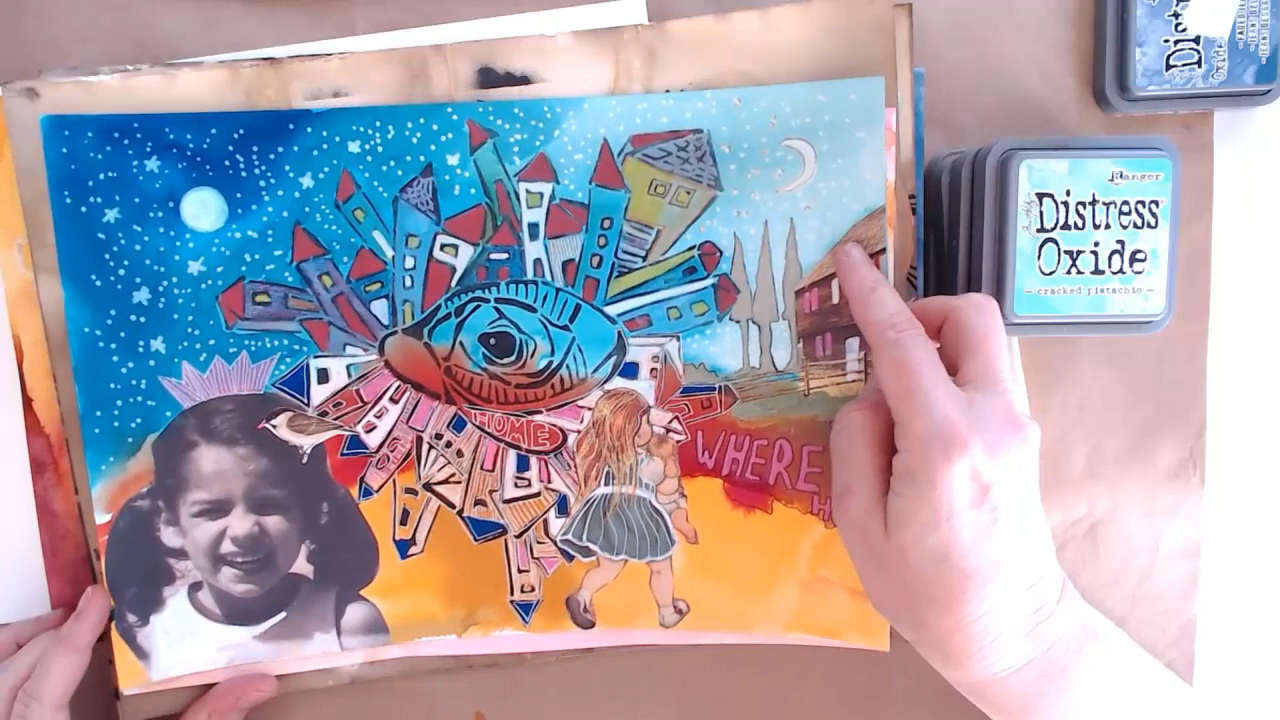 Distress
Oxide
Ranger
Distress
Oxide
- cracked pistachio -
HOME
WHERE